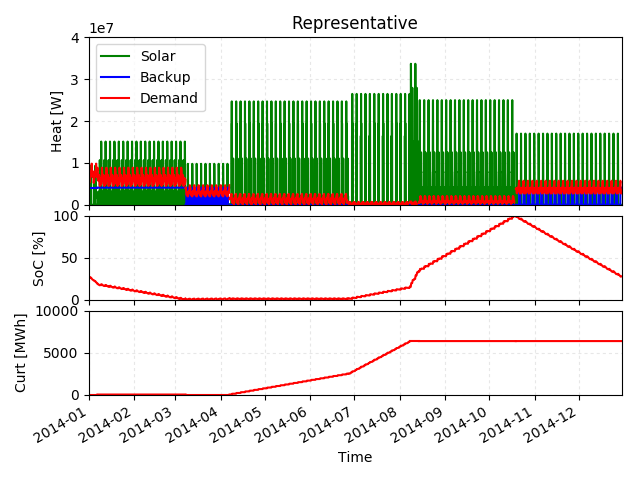 Representative
1e7
Heat [W]
4
3
2
1
0
Solar
Backup
Demand
SoC [%]
100
50
0
Curt [MWh]
10000
5000
0
2014-01
2014-02
2014-03
2014-04
2014-05
2014-06
2014-07
2014-08
2014-09
2014-10
2014-11
2014-12
Time